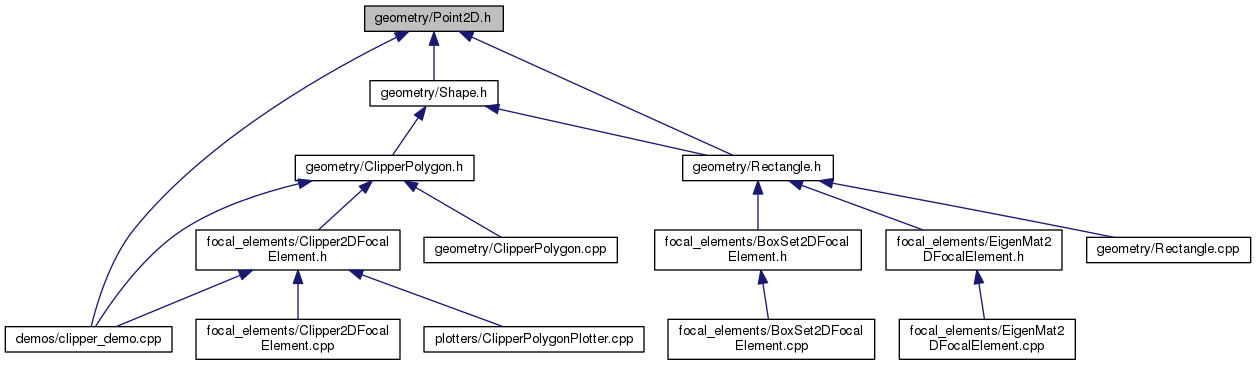 geometry/Point2D.h
geometry/Shape.h
geometry/ClipperPolygon.h
geometry/Rectangle.h
focal_elements/Clipper2DFocal
Element.h
geometry/ClipperPolygon.cpp
focal_elements/BoxSet2DFocal
Element.h
focal_elements/EigenMat2
DFocalElement.h
geometry/Rectangle.cpp
demos/clipper_demo.cpp
focal_elements/Clipper2DFocal
Element.cpp
plotters/ClipperPolygonPlotter.cpp
focal_elements/BoxSet2DFocal
Element.cpp
focal_elements/EigenMat2
DFocalElement.cpp